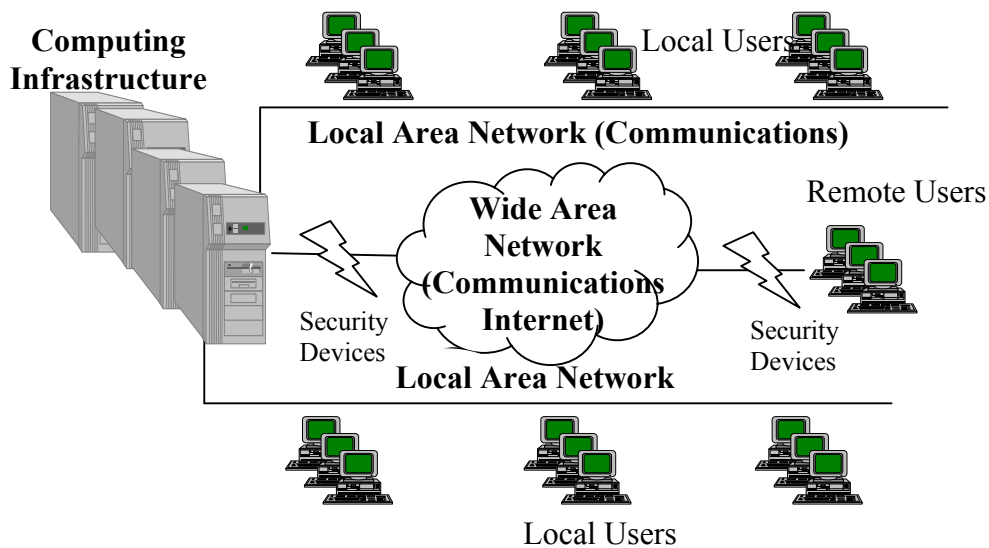 Computing
Infrastructure
Local Users
Local Area Network (Communications)
Wide Area
Network
(Communications
Internet)
Remote Users
Security
Devices
Security
Devices
Local Area Network
Local Users